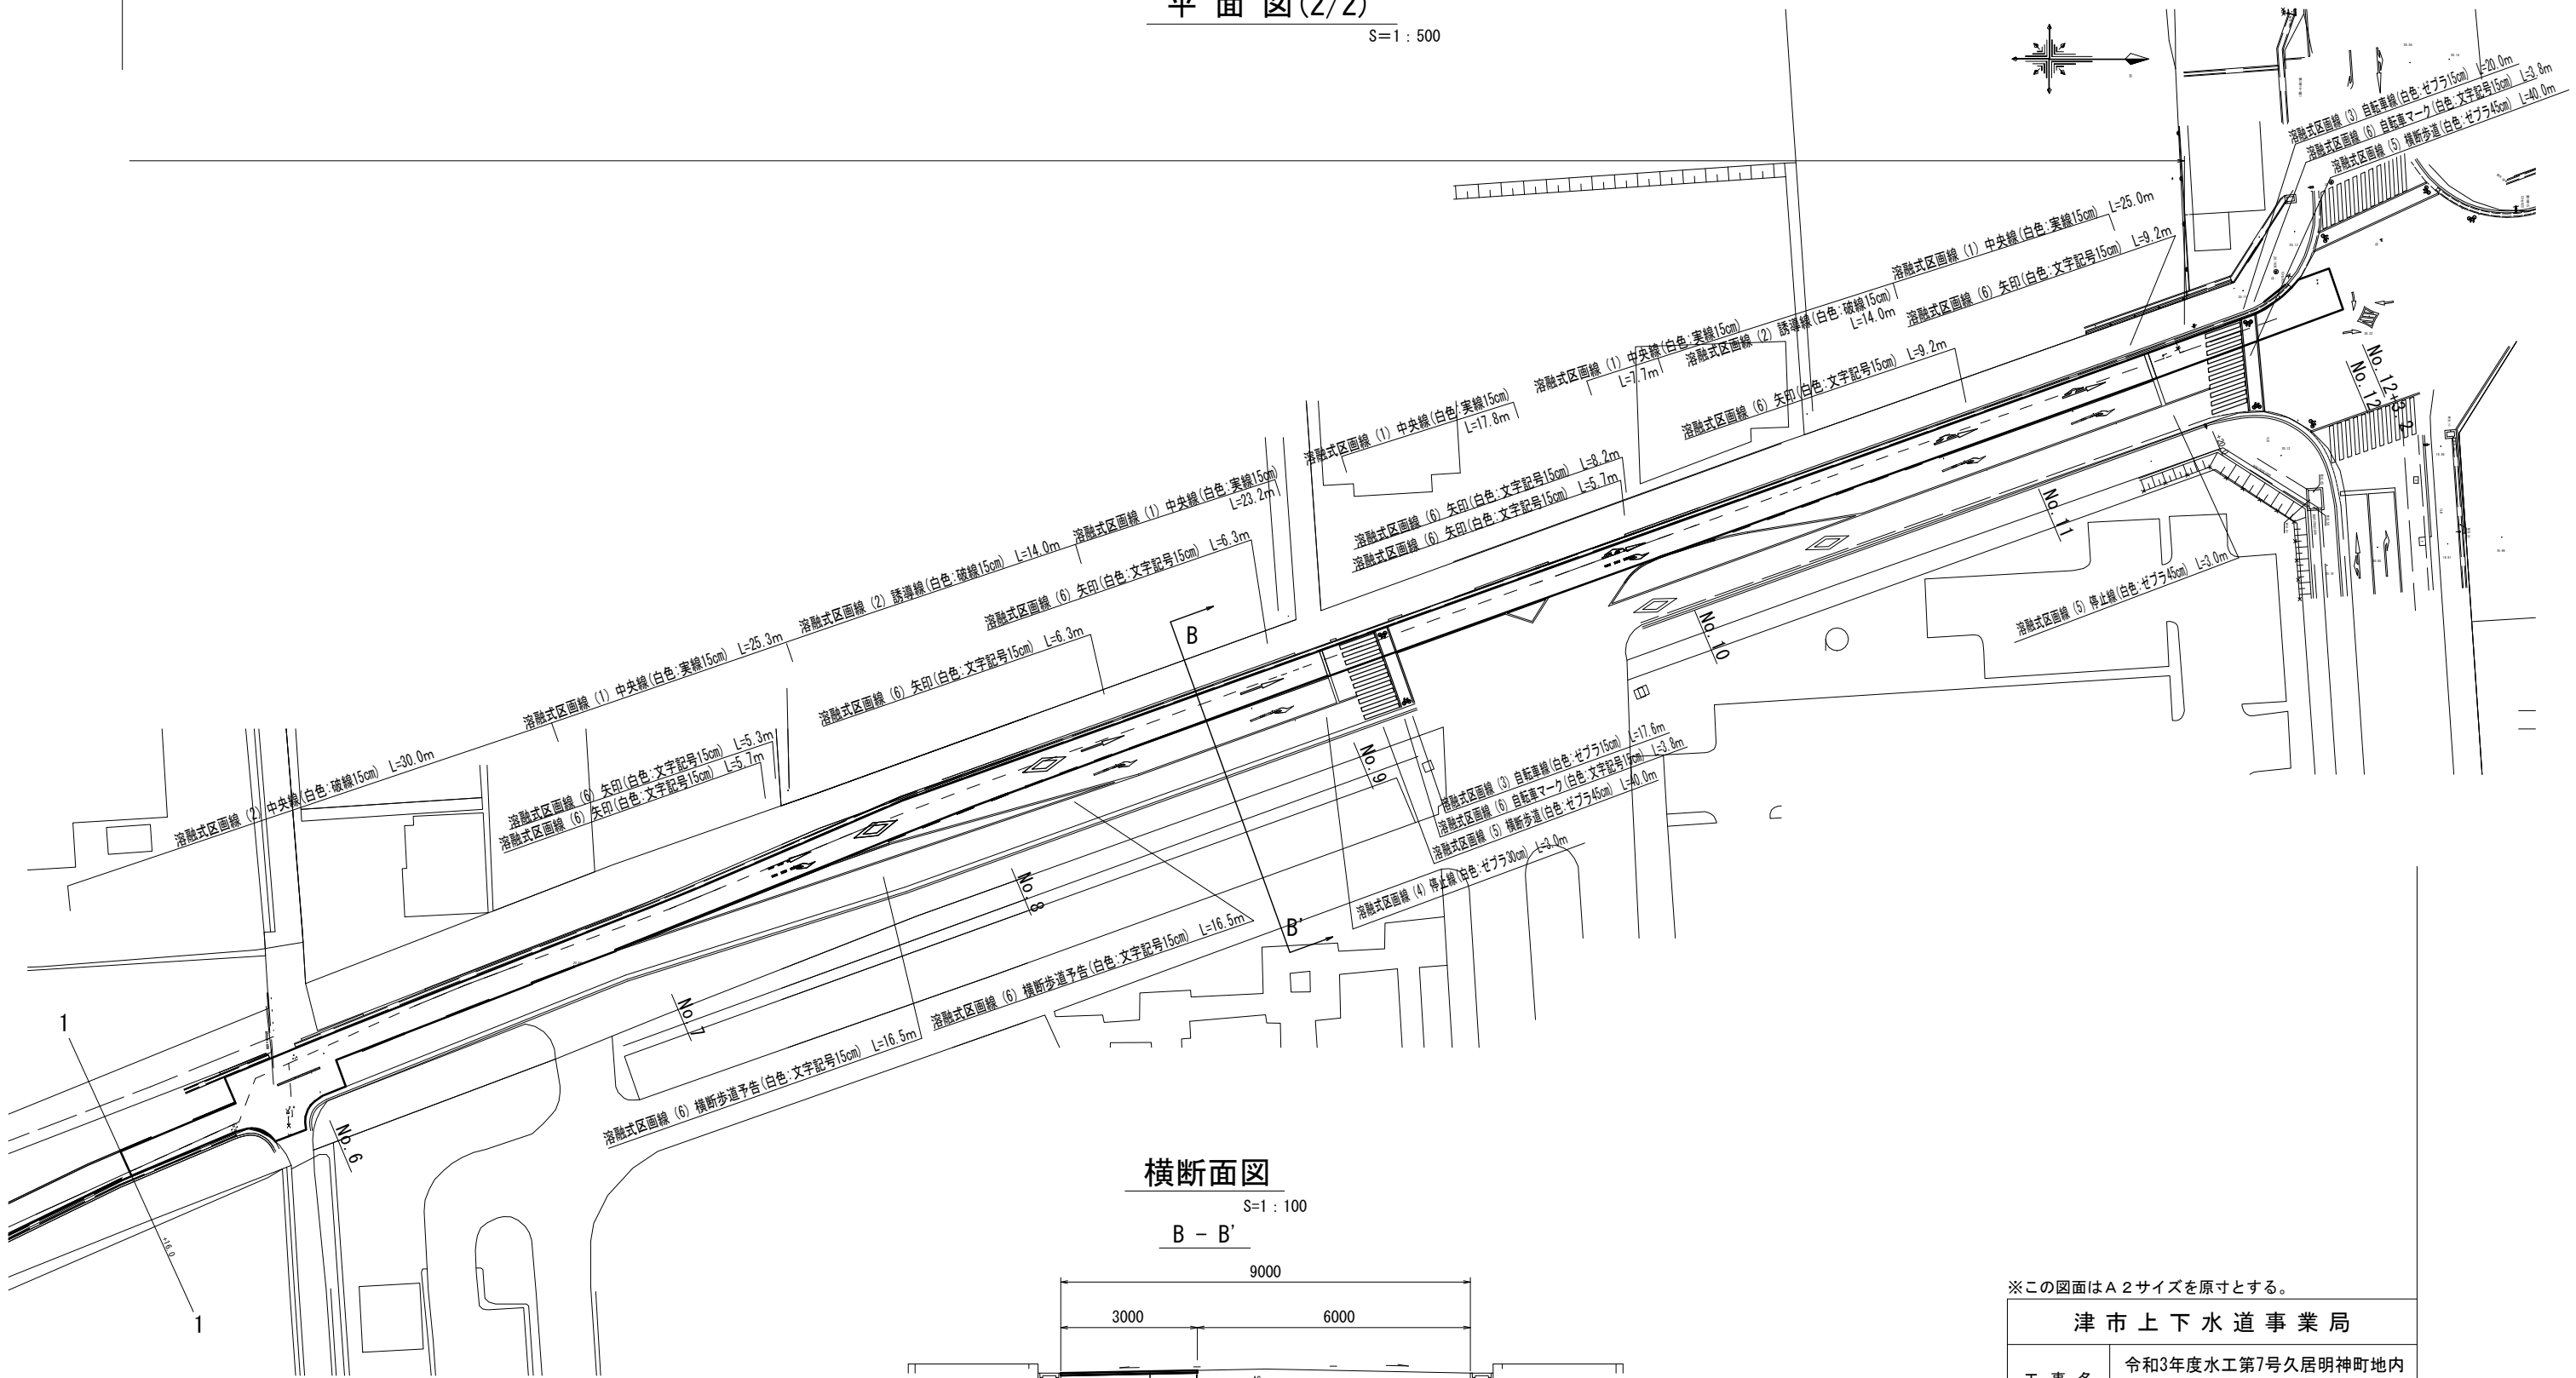 平 面 図(2/2)
S=1 : 500
溶融式区画線 (3) 自転車線(白色:ゼブラ15cm) L=20.0m
溶融式区画線 (6) 自転車マーク(白色:文字記号15cm) L=3.8m
溶融式区画線 (5) 横断歩道(白色:ゼブラ45cm) L=40.0m
溶融式区画線 (1) 中央線(白色:実線15cm) L=25.0m
溶融式区画線 (6) 矢印(白色:文字記号15cm) L=9.2m
溶融式区画線 (2) 誘導線(白色:破線15cm)
L=14.0m
溶融式区画線 (1) 中央線(白色:実線15cm)
L=7.7m
溶融式区画線 (6) 矢印(白色:文字記号15cm) L=9.2m
溶融式区画線 (1) 中央線(白色:実線15cm)
L=17.8m
溶融式区画線 (6) 矢印(白色:文字記号15cm) L=8.2m
溶融式区画線 (6) 矢印(白色:文字記号15cm) L=5.7m
溶融式区画線 (1) 中央線(白色:実線15cm)
L=23.2m
溶融式区画線 (2) 誘導線(白色:破線15cm) L=14.0m
溶融式区画線 (6) 矢印(白色:文字記号15cm) L=6.3m
溶融式区画線 (6) 矢印(白色:文字記号15cm) L=6.3m
溶融式区画線 (1) 中央線(白色:実線15cm) L=25.3m
溶融式区画線 (6) 矢印(白色:文字記号15cm) L=5.3m
溶融式区画線 (6) 矢印(白色:文字記号15cm) L=5.7m
溶融式区画線 (2) 中央線(白色:破線15cm) L=30.0m
No.12+3.2
No.12
No.11
No.10
No.9
No.8
No.7
No.6
溶融式区画線 (5) 停止線(白色:ゼブラ45cm) L=3.0m
溶融式区画線 (3) 自転車線(白色:ゼブラ15cm) L=17.6m
溶融式区画線 (6) 自転車マーク(白色:文字記号15cm) L=3.8m
溶融式区画線 (5) 横断歩道(白色:ゼブラ45cm) L=40.0m
溶融式区画線 (4) 停止線(白色:ゼブラ30cm) L=3.0m
溶融式区画線 (6) 横断歩道予告(白色:文字記号15cm) L=16.5m
溶融式区画線 (6) 横断歩道予告(白色:文字記号15cm) L=16.5m
B
B'
1
1
+16.0
横断面図
S=1 : 100
B - B'
9000
3000
6000
※この図面はA2サイズを原寸とする。
津市上下水道事業局
工 事 名
令和3年度水工第7号久居明神町地内